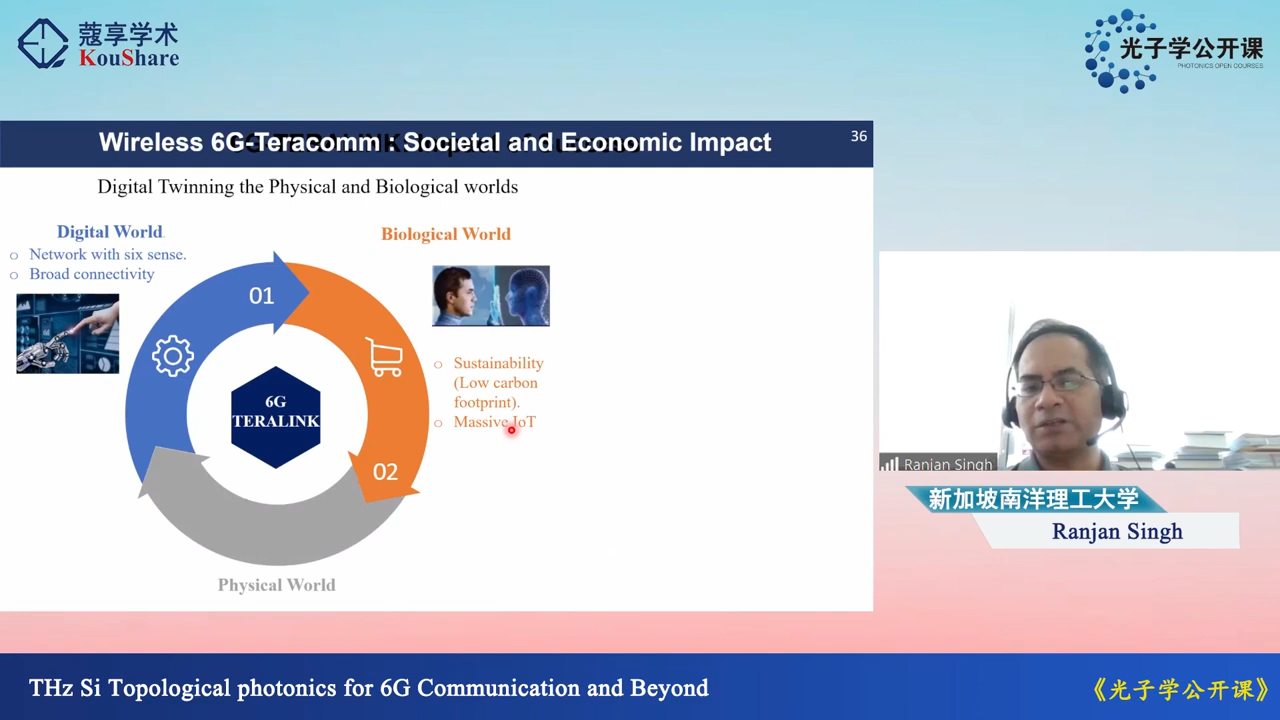 蔻享学术
KouShare
光子学公开课
PHOTONICS OPEN COURSES
Wireless 6G-Teracomm : Societal and Economic Impact
36
Digital Twinning the Physical and Biological worlds
Digital World
Network with six sense.
Broad connectivity
Biological World
01
Sustainability
(Low carbon
footprint).
Massive IoT
6G
TERALINK
02
Physical World
Ranjan Singh
新加坡南洋理工大学
Ranjan Singh
THz Si Topological photonics for 6G Communication and Beyond
《光子学公开课》